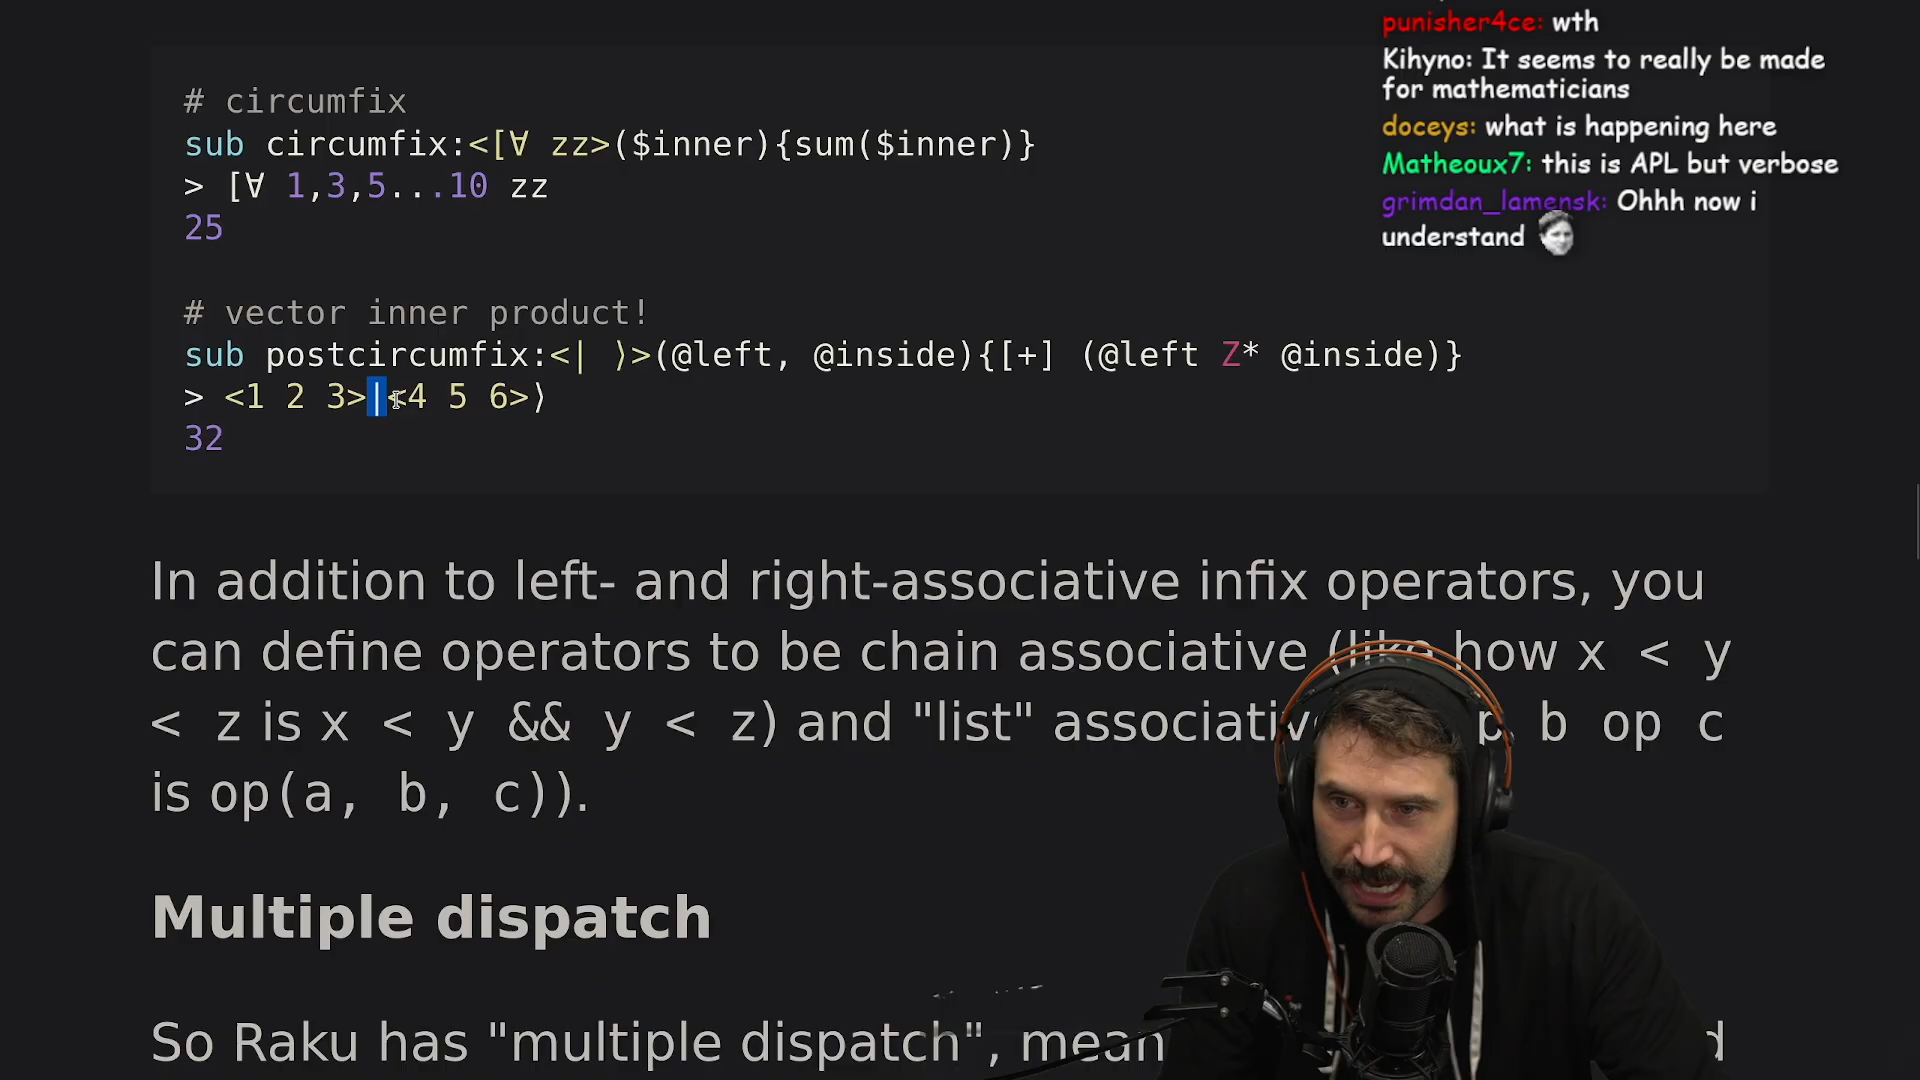 # circumfix
sub circumfix:<[∀ zz>($inner){sum($inner)}
> [∀ 1,3,5...10 zz
25
# vector inner product!
sub postcircumfix:<| ⟩>(@left, @inside){[+] (@left Z* @inside)}
> <1 2 3>|<4 5 6>⟩
32
In addition to left- and right-associative infix operators, you
can define operators to be chain associative (like how x < y
< z is x < y && y < z) and "list" b op c
is op(a, b, c)).
Multiple dispatch
So Raku has "multiple dispatch",
punisher4ce: wth
Kihyno: It seems to really be made
for mathematicians
doceys: what is happening here
Matheoux7: this is APL but verbose
grimdan_lamensk: Ohhh now i
understand